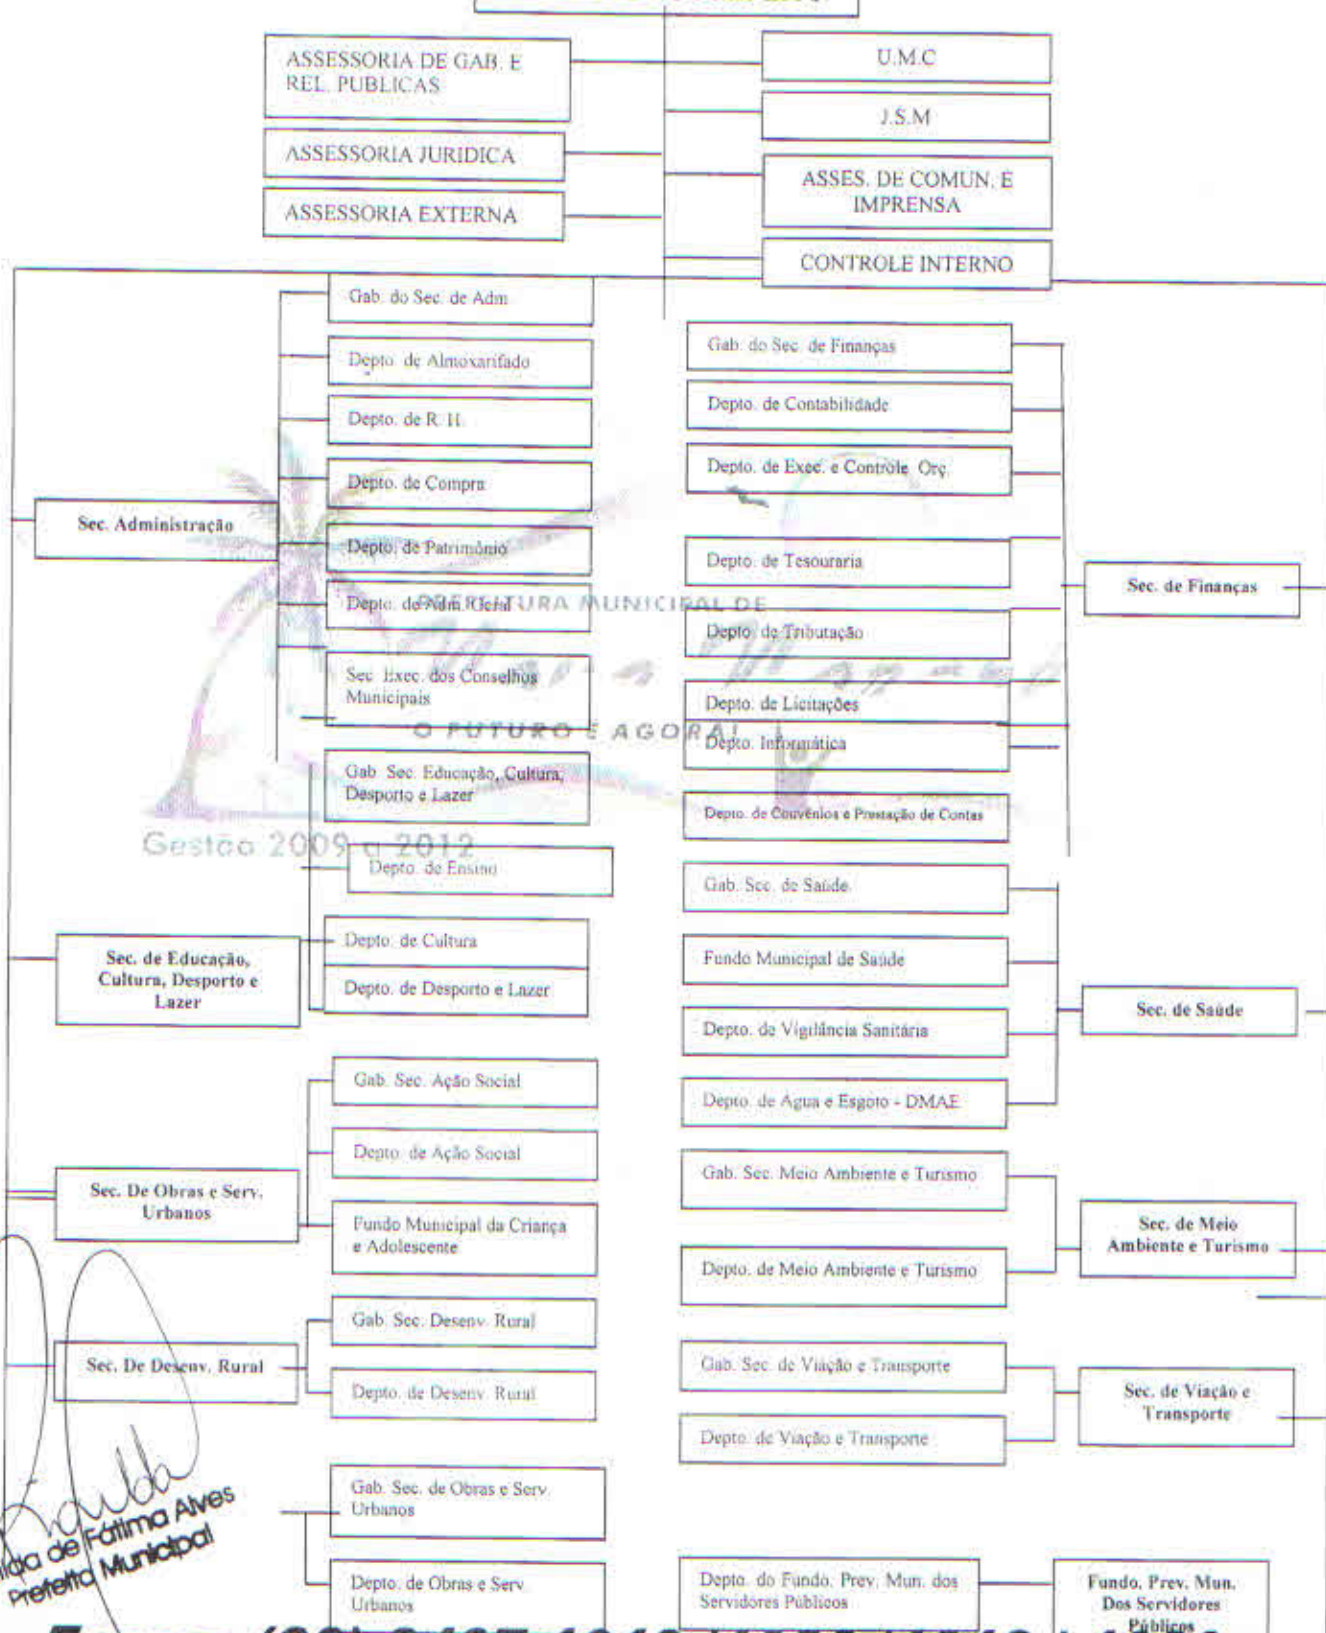 ASSESSORIA DE GAB. E
REL. PUBLICAS
U.M.C
J.S.M
ASSESSORIA JURIDICA
ASSES. DE COMUN. E
IMPRENSA
ASSESSORIA EXTERNA
CONTROLE INTERNO
Gab. do Sec. de Adm
Depto. de Almoxarifado
Depto. de R. H.
Depto. de Compra
Sec. Administração
Depto. de Patrimônio
Depto. de Adm. Geral
Sec. Exec. dos Conselhos
Municipais
Gab. do Sec. de Finanças
Depto. de Contabilidade
Depto. de Exec. e Controle. Orç.
Depto. de Tesouraria
Sec. de Finanças
Depto. de Tributação
Depto. de Licitações
Depto. Informática
Depto. de Convênios e Prestação de Contas
PREFEITURA MUNICIPAL DE
O FUTURO É AGORA!
Gestão 2009 a 2012
Gab. Sec. Educação, Cultura,
Desporto e Lazer
Depto. de Ensino
Depto. de Cultura
Sec. de Educação,
Cultura, Desporto e
Lazer
Depto. de Desporto e Lazer
Gab. Sec. de Saúde
Fundo Municipal de Saúde
Sec. de Saúde
Depto. de Vigilância Sanitária
Depto. de Agua e Esgoto - DMAE
Gab. Sec. Ação Social
Depto. de Ação Social
Sec. De Obras e Serv.
Urbanos
Fundo Municipal da Criança
e Adolescente
Gab. Sec. Meio Ambiente e Turismo
Sec. de Meio
Ambiente e Turismo
Depto. de Meio Ambiente e Turismo
Gab. Sec. Desenv. Rural
Sec. De Desenv. Rural
Depto. de Desenv. Rural
Gab. Sec. de Viação e Transporte
Sec. de Viação e
Transporte
Depto. de Viação e Transporte
Gab. Sec. de Obras e Serv.
Urbanos
Depto. de Obras e Serv
Urbanos
de Fátima Alves
Prefeita Municipal
Depto. do Fundo. Prev. Mun. dos
Servidores Públicos
Fundo. Prev. Mun.
Dos Servidores
Públicos